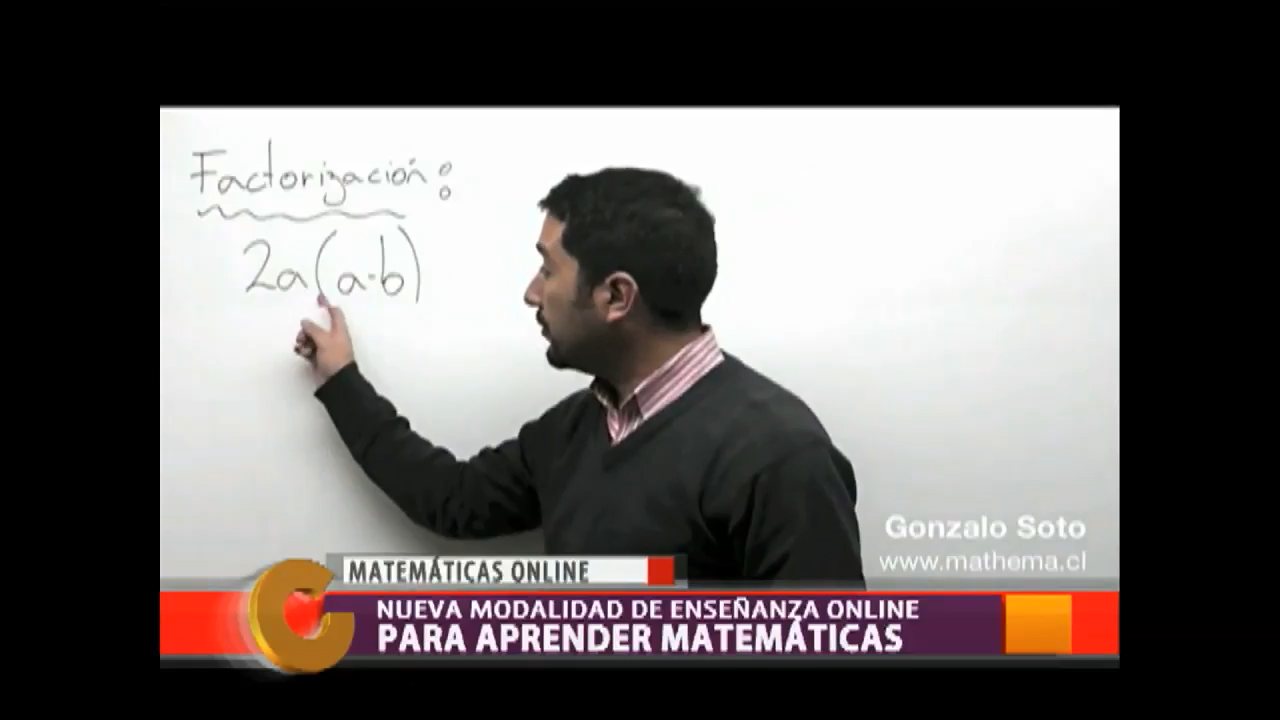 Factorización:
2a(a-b)
Gonzalo Soto
www.mathema.cl
MATEMÁTICAS ONLINE
NUEVA MODALIDAD DE ENSEÑANZA ONLINE
PARA APRENDER MATEMÁTICAS